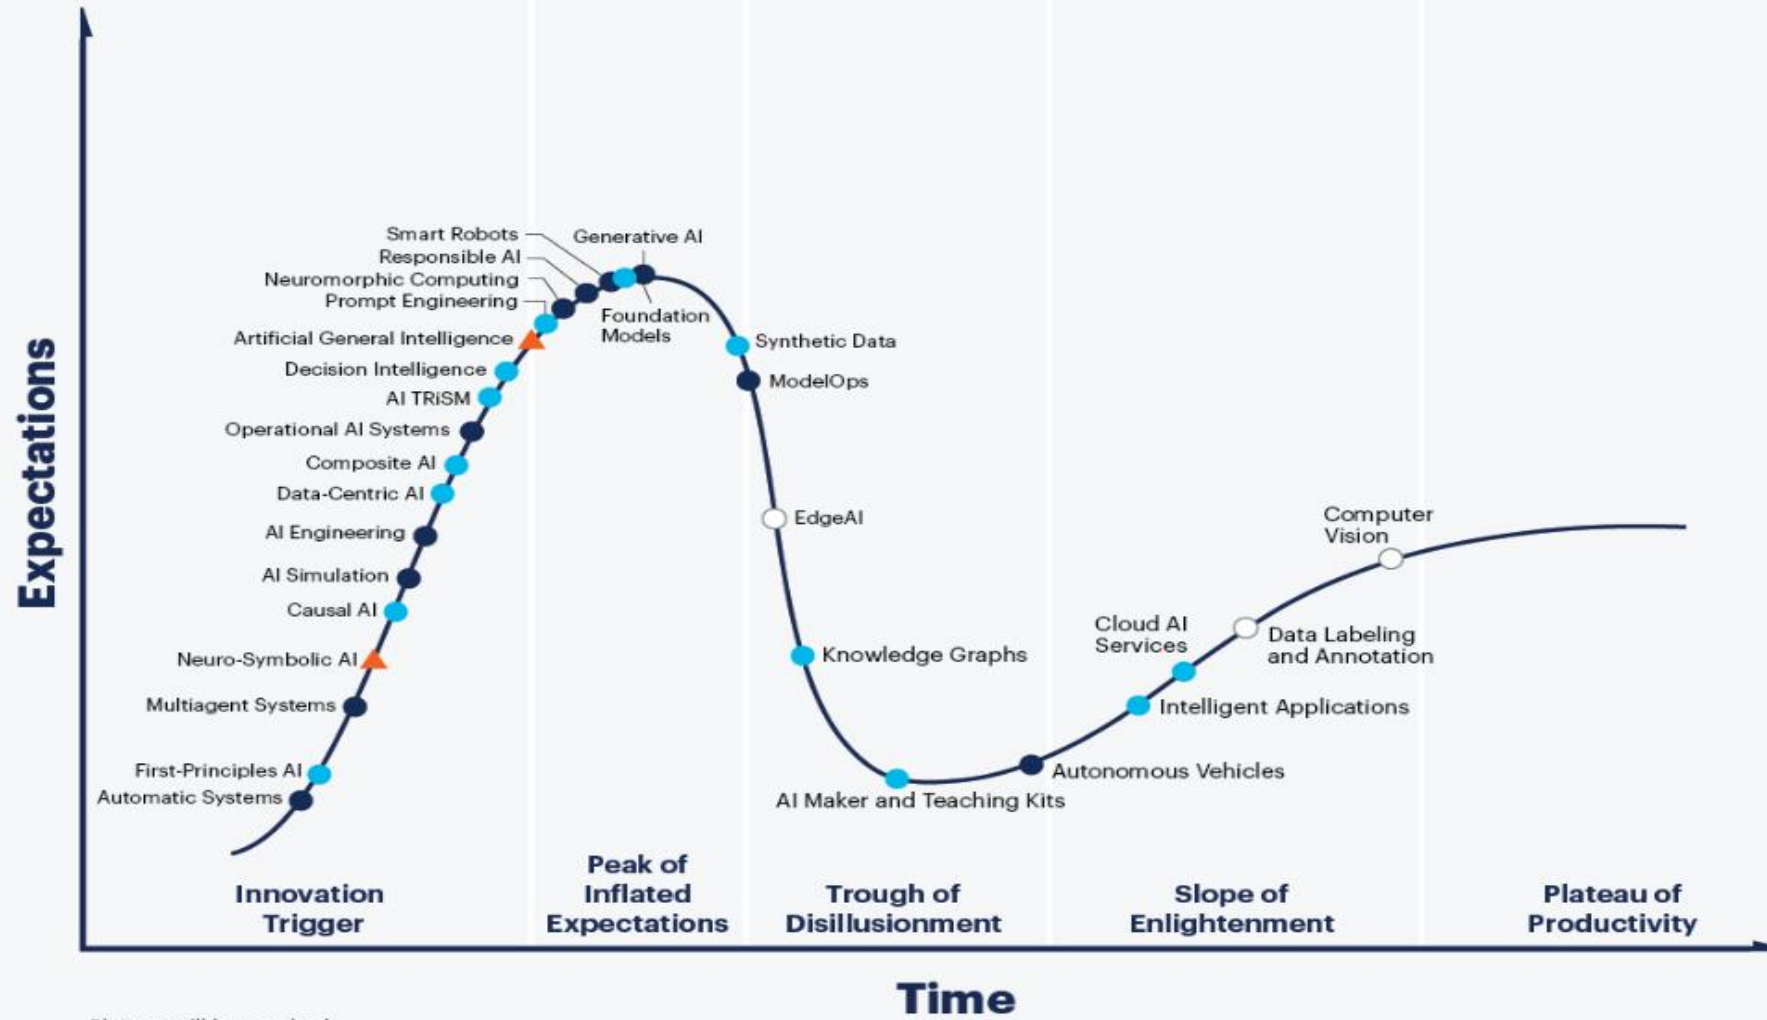 Expectations
Smart Robots
Generative AI
Responsible AI
Neuromorphic Computing
Prompt Engineering
Foundation
Models
Artificial General Intelligence
Synthetic Data
Decision Intelligence
ModelOps
AI TRiSM
Operational AI Systems
Composite AI
Data-Centric AI
EdgeAI
AI Engineering
Computer
Vision
AI Simulation
Causal AI
Cloud AI
Services
Data Labeling
and Annotation
Neuro-Symbolic AI
Knowledge Graphs
Multiagent Systems
Intelligent Applications
First-Principles AI
Autonomous Vehicles
Automatic Systems
AI Maker and Teaching Kits
Innovation
Trigger
Peak of
Inflated
Expectations
Trough of
Disillusionment
Slope of
Enlightenment
Plateau of
Productivity
Time